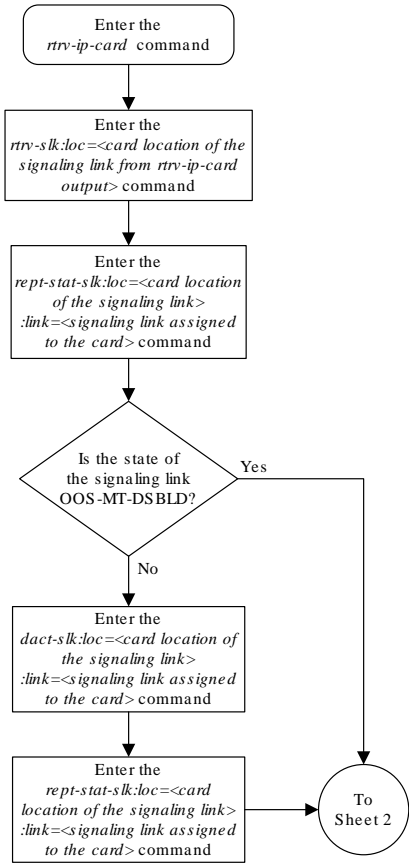 Enter the
rtrv-ip-card command
Enter the
rtrv-slk:loc=<card location of the
signaling link from rtrv-ip-card
output> command
Enter the
rept-stat-slk:loc=<card location
of the signaling link>
:link=<signaling link assigned
to the card> command
Is the state of
the signaling link
OOS-MT-DSBLD?
Yes
No
Enter the
dact-slk:loc=<card location of
the signaling link>
:link=<signaling link assigned
to the card> command
Enter the
rept-stat-slk:loc=<card
location of the signaling link>
:link=<signaling link assigned
to the card> command
To
Sheet 2